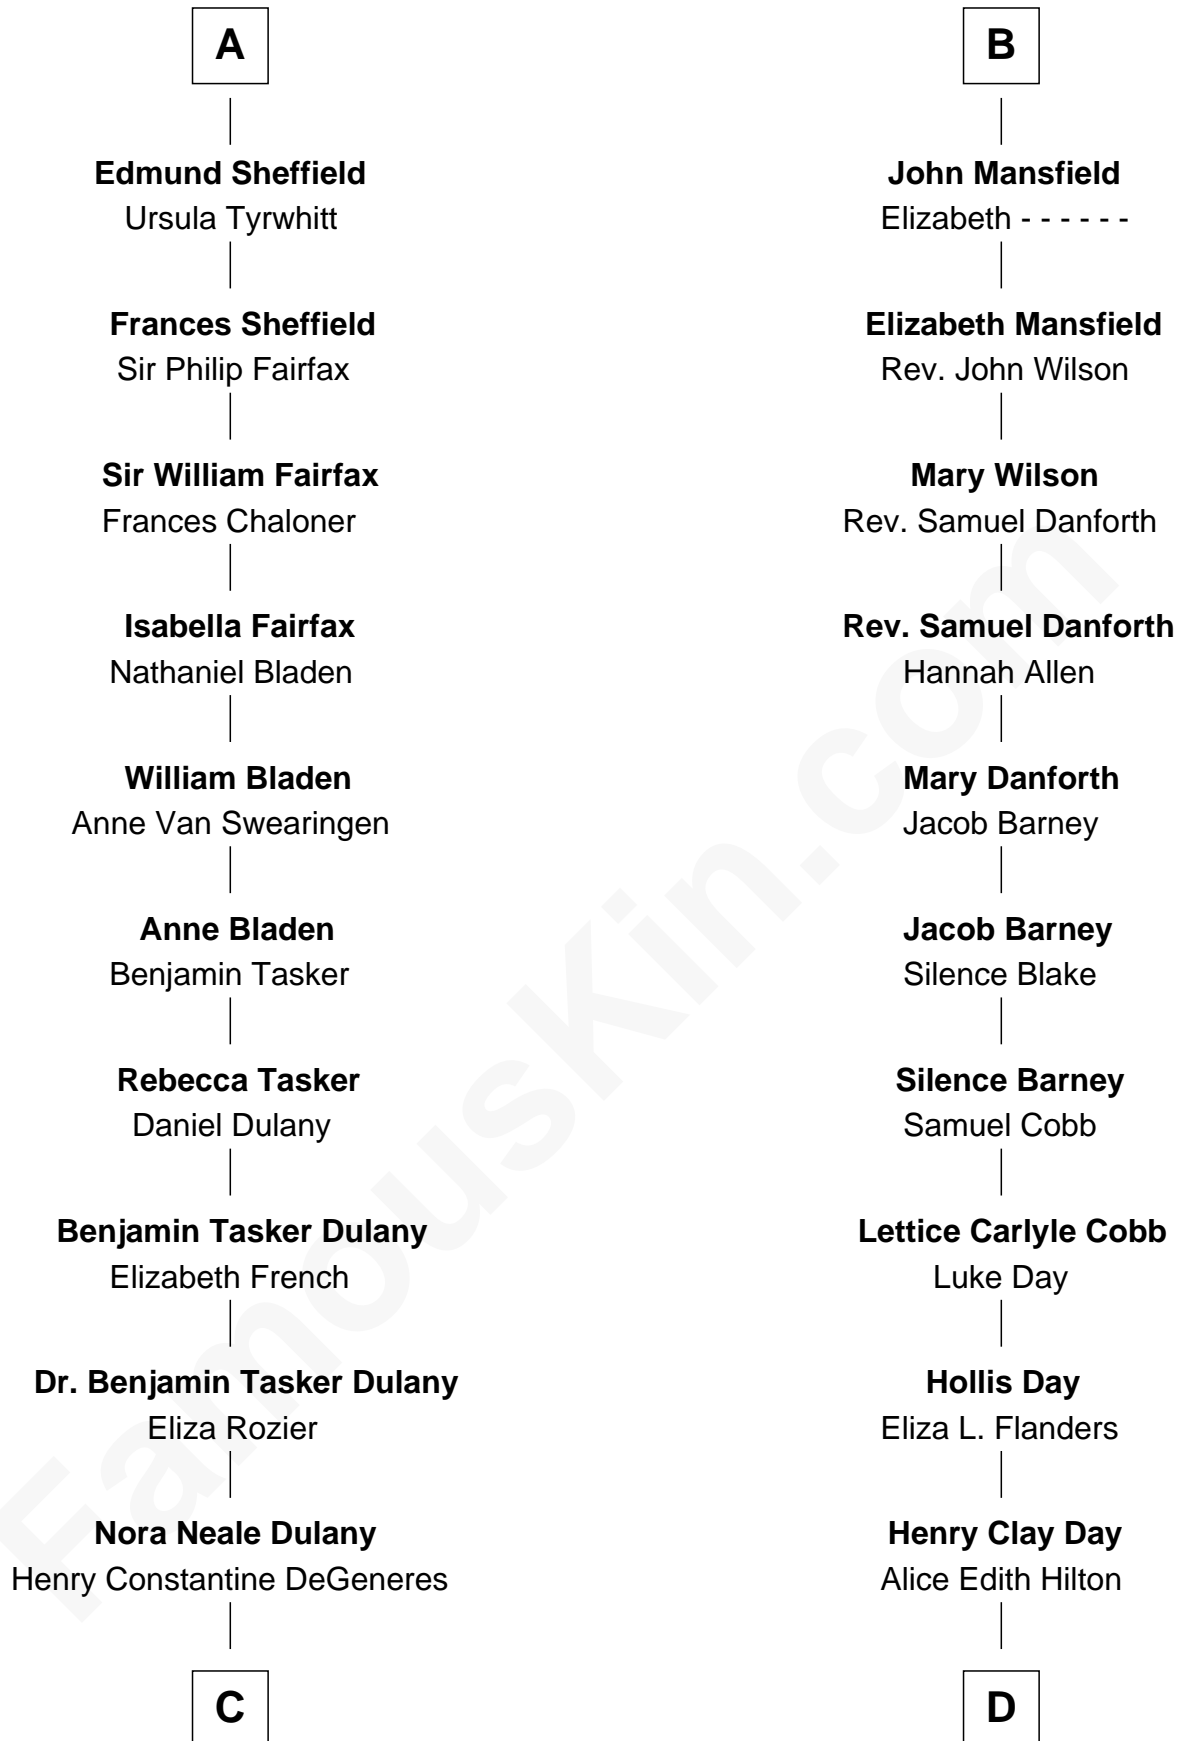 A
Edmund Sheffield
Ursula Tyrwhitt
Frances Sheffield
Sir Philip Fairfax
Sir William Fairfax
Frances Chaloner
Isabella Fairfax
Nathaniel Bladen
William Bladen
Anne Van Swearingen
Anne Bladen
Benjamin Tasker
Rebecca Tasker
Daniel Dulany
Benjamin Tasker Dulany
Elizabeth French
Dr. Benjamin Tasker Dulany
Eliza Rozier
Nora Neale Dulany
Henry Constantine DeGeneres
C
B
John Mansfield
Elizabeth - - - - - -
Elizabeth Mansfield
Rev. John Wilson
Mary Wilson
Rev. Samuel Danforth
Rev. Samuel Danforth
Hannah Allen
Mary Danforth
Jacob Barney
Jacob Barney
Silence Blake
Silence Barney
Samuel Cobb
Lettice Carlyle Cobb
Luke Day
Hollis Day
Eliza L. Flanders
Henry Clay Day
Alice Edith Hilton
D
FamousKin.com